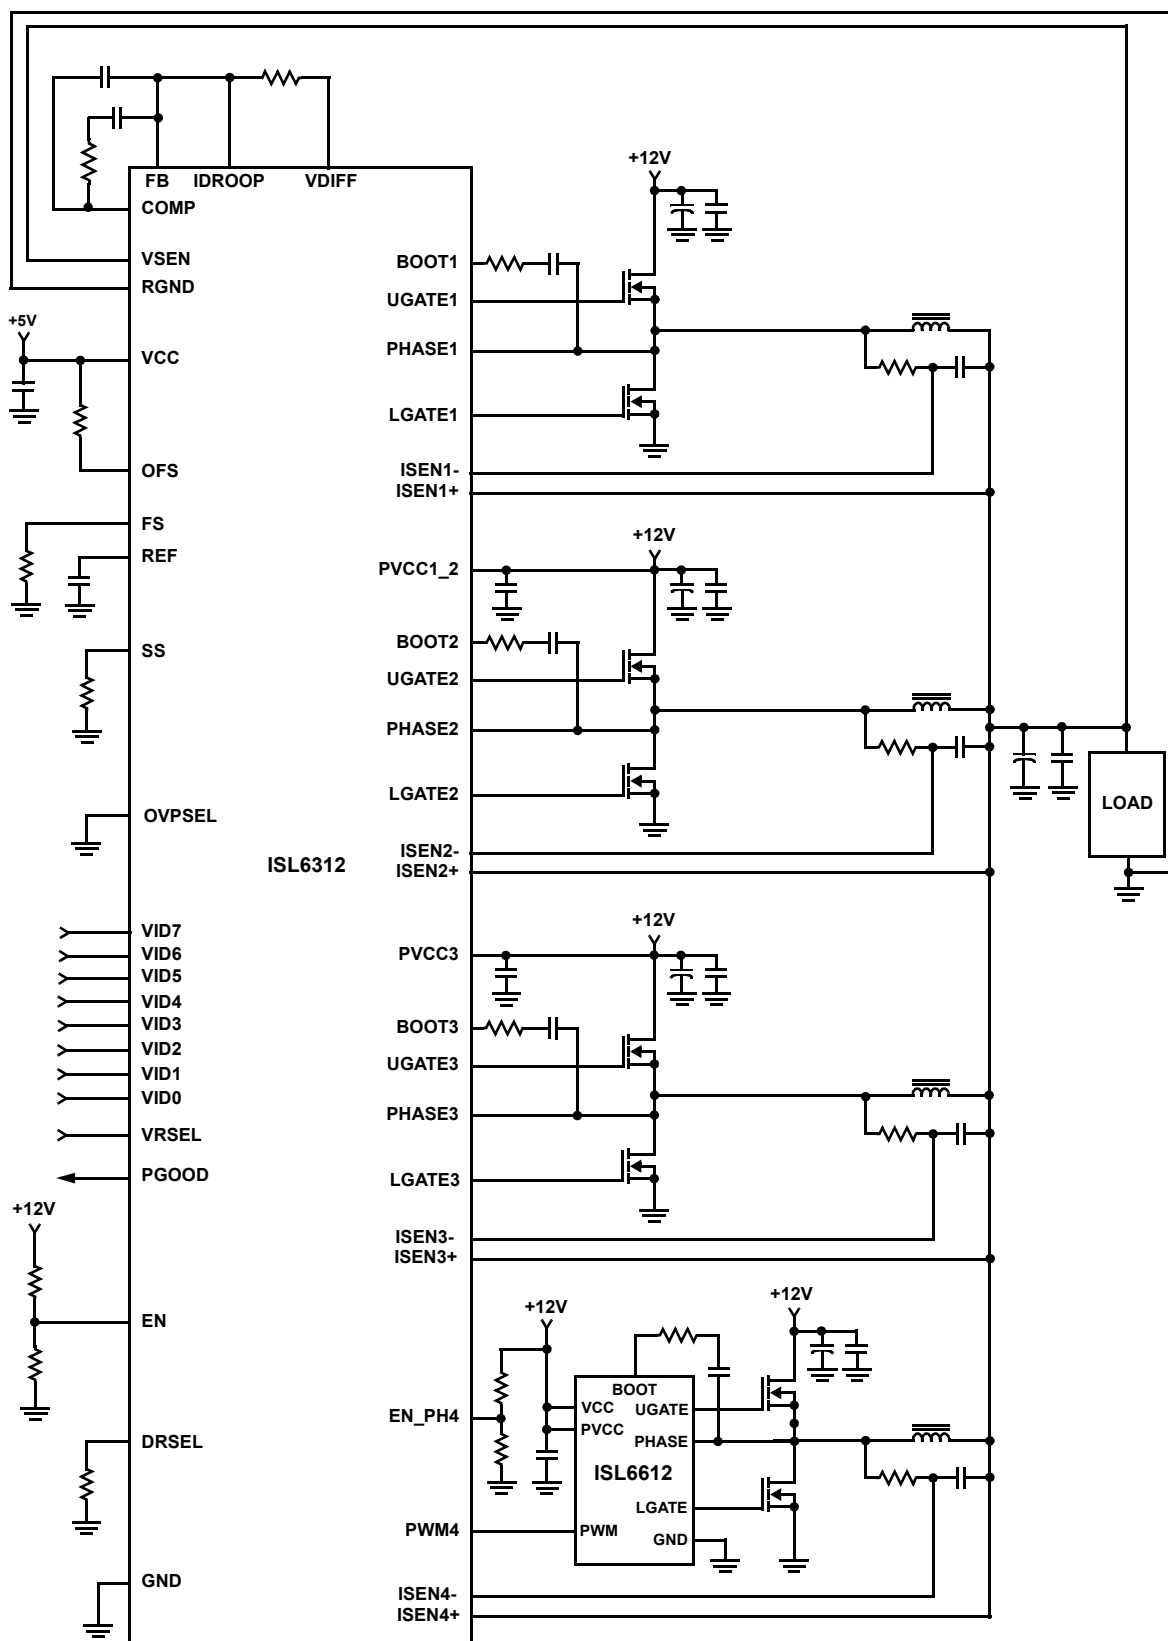 +12V
FB IDROOP VDIFF
COMP
VSEN
BOOT1
RGND
UGATE1
+5V
VCC
PHASE1
LGATE1
OFS
ISEN1-
ISEN1+
FS
+12V
REF
PVCC1_2
SS
BOOT2
UGATE2
PHASE2
LGATE2
LOAD
OVPSEL
ISEN2-
ISL6312
ISEN2+
+12V
VID7
VID6
PVCC3
VID5
VID4
VID3
BOOT3
VID2
UGATE3
VID1
VID0
PHASE3
VRSEL
PGOOD
LGATE3
+12V
ISEN3-
ISEN3+
+12V
+12V
EN
BOOT
VCC
UGATE
EN_PH4
PVCC
DRSEL
PHASE
ISL6612
LGATE
PWM4
PWM
GND
GND
ISEN4-
ISEN4+